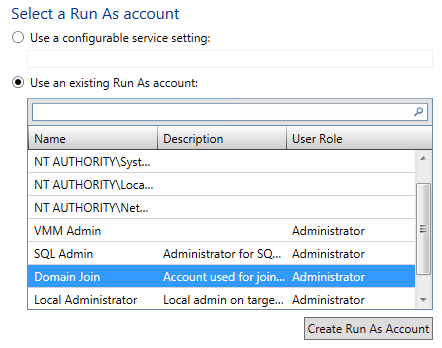 Select a Run As account
Use a configurable service setting:
Use an existing Run As account:
Name Description User Role
NT AUTHORITY\Syst...
NT AUTHORITY\Loca...
NT AUTHORITY\Net...
VMM Admin Administrator
SQL Admin Administrator for SQ... Administrator
Domain Join Account used for join... Administrator
Local Administrator Local admin on targe... Administrator
Create Run As Account